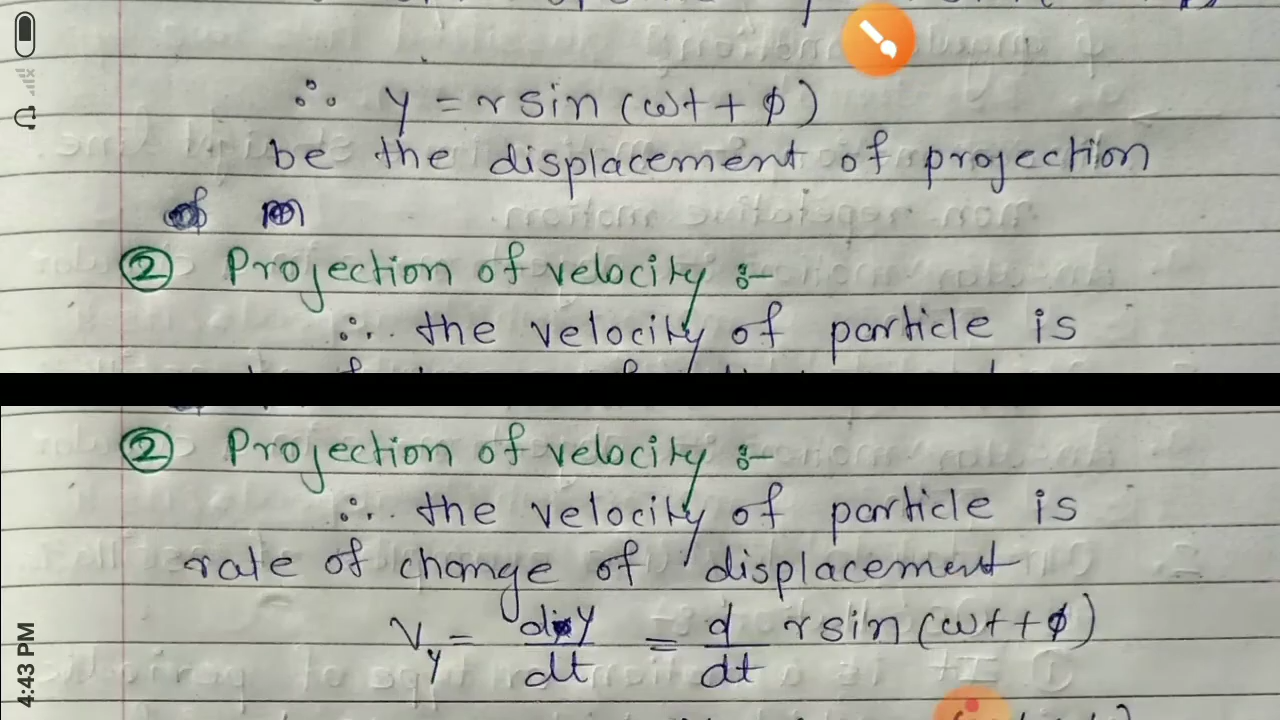 ∴ y = r sin (ωt + φ)
be the displacement of projection
of m
② Projection of velocity :-
∴ the velocity of particle is
② Projection of velocity :-
∴ the velocity of particle is
rate of change of displacement
Vy = dy/dt = d/dt r sin (ωt + φ)
4:43 PM